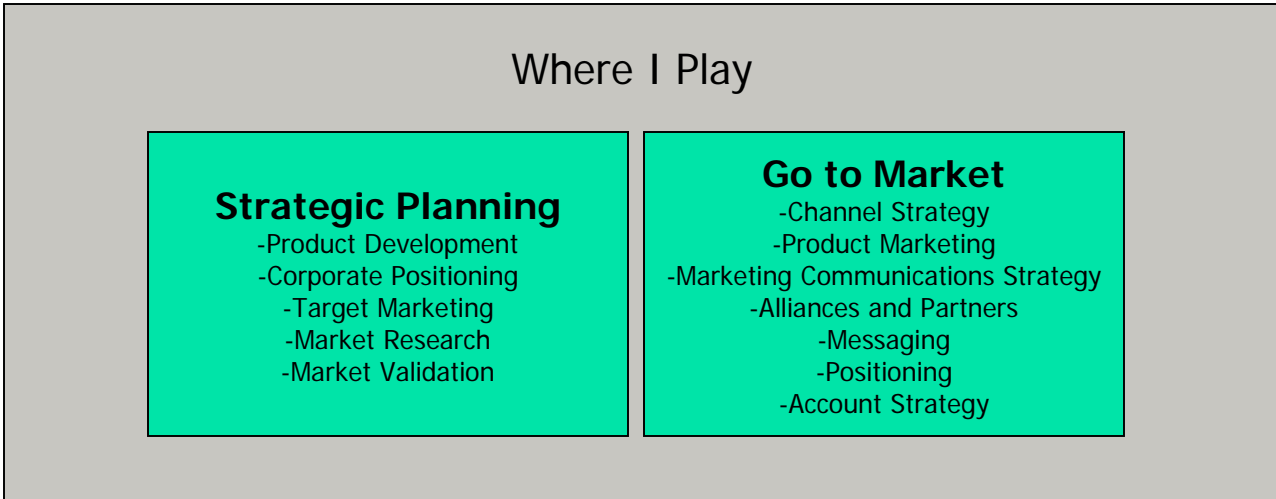 Where I Play
Strategic Planning
-Product Development
-Corporate Positioning
-Target Marketing
-Market Research
-Market Validation
Go to Market
-Channel Strategy
-Product Marketing
-Marketing Communications Strategy
-Alliances and Partners
-Messaging
-Positioning
-Account Strategy